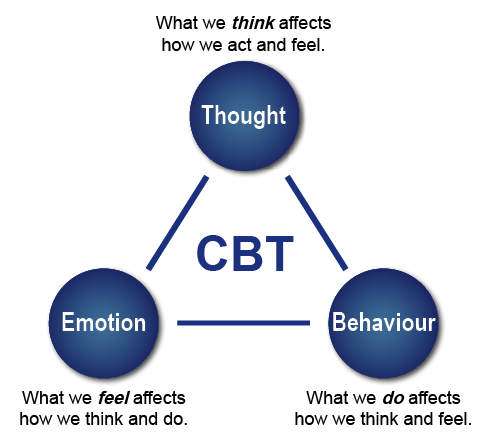 What we think affects
how we act and feel.
Thought
CBT
Emotion
Behaviour
What we feel affects
how we think and do.
What we do affects
how we think and feel.